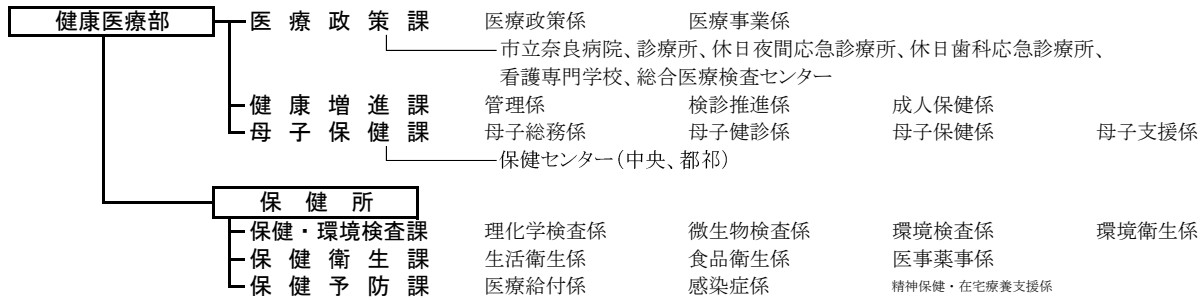 健康医療部 医療政策課 医療政策係 医療事業係
市立奈良病院、診療所、休日夜間応急診療所、休日歯科応急診療所、
看護専門学校、総合医療検査センター
健康増進課 管理係 検診推進係 成人保健係
母子保健課 母子総務係 母子健診係 母子保健係 母子支援係
保健センター(中央、都祁)
保健所
保健・環境検査課 理化学検査係 微生物検査係 環境検査係 環境衛生係
保健衛生課 生活衛生係 食品衛生係 医事薬事係
保健予防課 医療給付係 感染症係 精神保健・在宅療養支援係